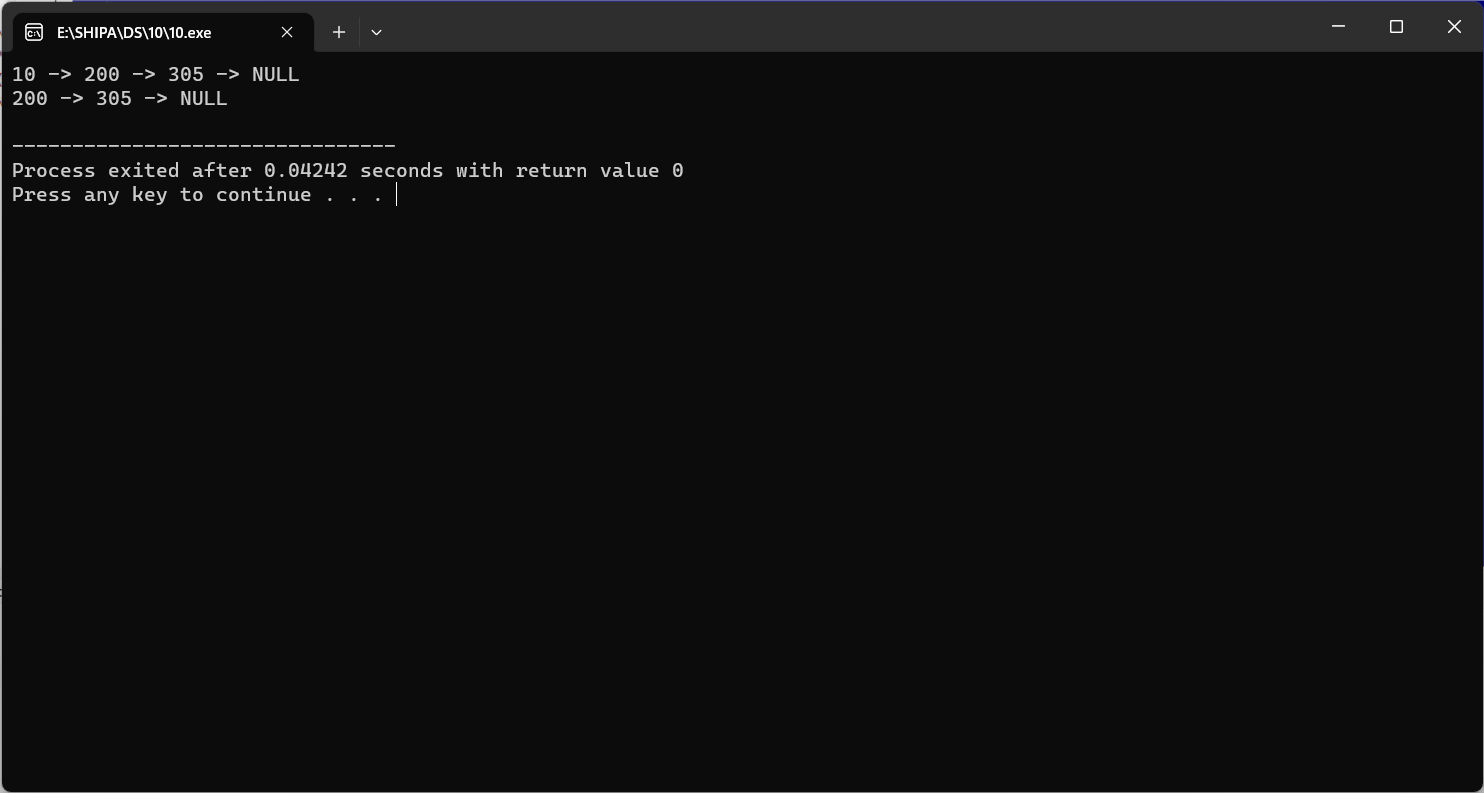 E:\SHIPA\DS\10\10.exe
10 -> 200 -> 305 -> NULL
200 -> 305 -> NULL
--------------------------------
Process exited after 0.04242 seconds with return value 0
Press any key to continue . . .